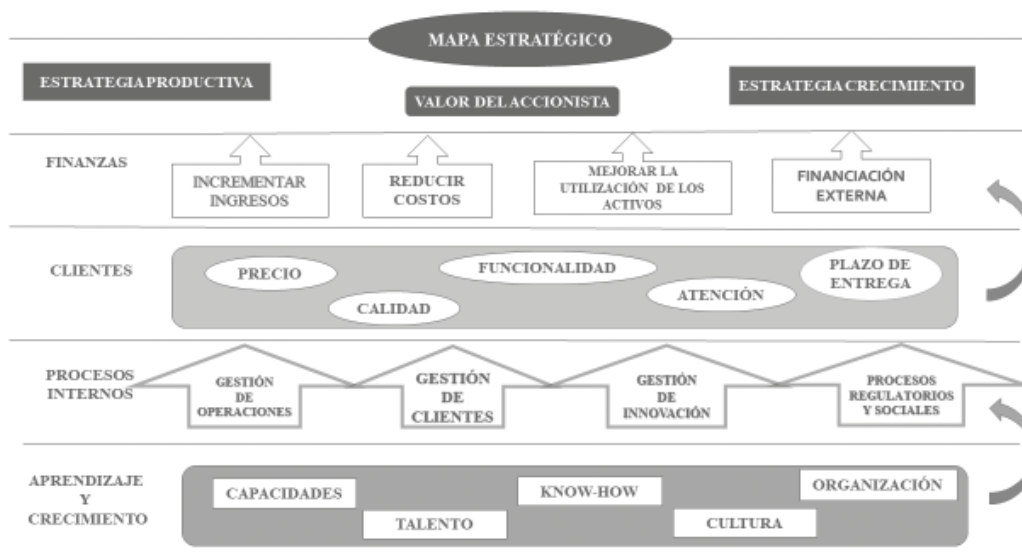 MAPA ESTRATÉGICO
ESTRATEGIA PRODUCTIVA
VALOR DEL ACCIONISTA
ESTRATEGIA CRECIMIENTO
FINANZAS
INCREMENTAR
INGRESOS
REDUCIR
COSTOS
MEJORAR LA
UTILIZACIÓN DE LOS
ACTIVOS
FINANCIACIÓN
EXTERNA
CLIENTES
PRECIO
CALIDAD
FUNCIONALIDAD
ATENCIÓN
PLAZO DE
ENTREGA
PROCESOS
INTERNOS
GESTIÓN
DE
OPERACIONES
GESTIÓN
DE
CLIENTES
GESTIÓN
DE
INNOVACIÓN
PROCESOS
REGULATORIOS
Y SOCIALES
APRENDIZAJE
Y
CRECIMIENTO
CAPACIDADES
TALENTO
KNOW-HOW
CULTURA
ORGANIZACIÓN